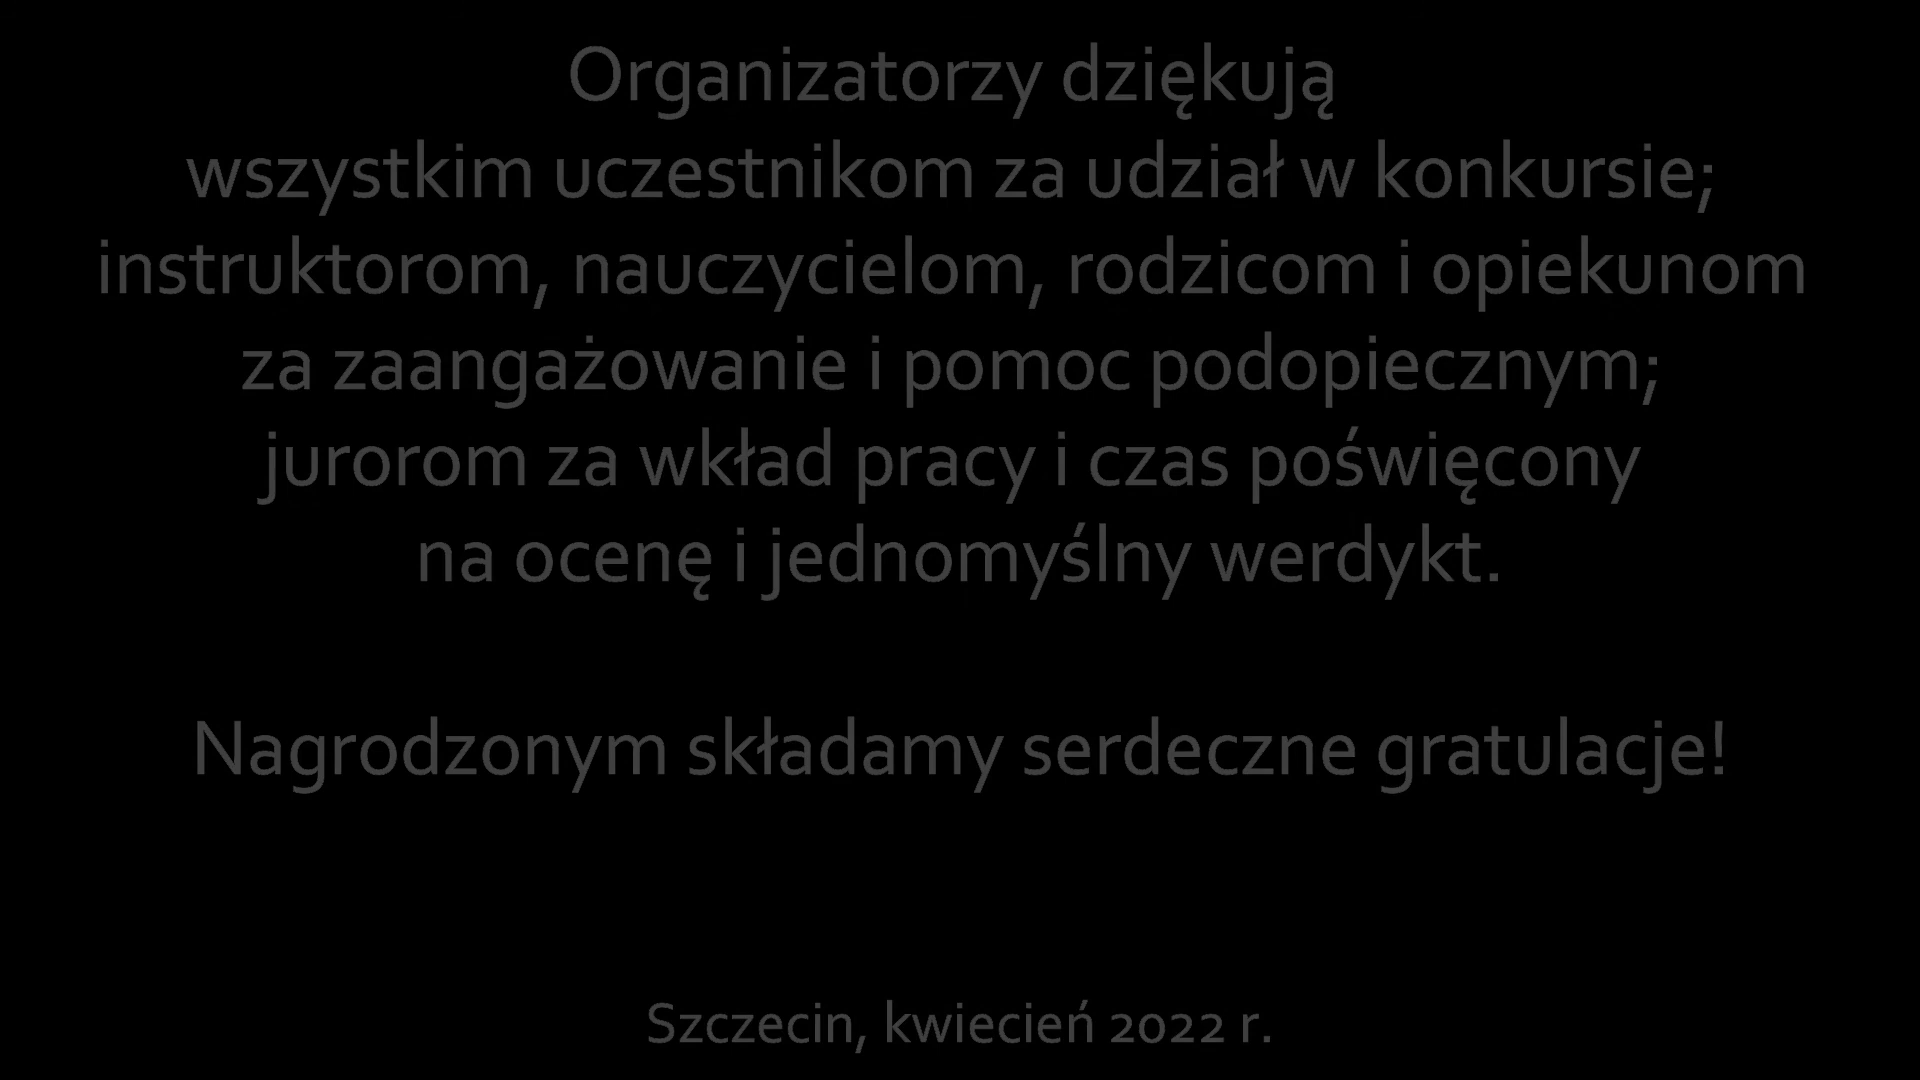 Organizatorzy dziękują
wszystkim uczestnikom za udział w konkursie;
instruktorom, nauczycielom, rodzicom i opiekunom
za zaangażowanie i pomoc podopiecznym;
jurorom za wkład pracy i czas poświęcony
na ocenę i jednomyślny werdykt.
Nagrodzonym składamy serdeczne gratulacje!
Szczecin, kwiecień 2022 r.